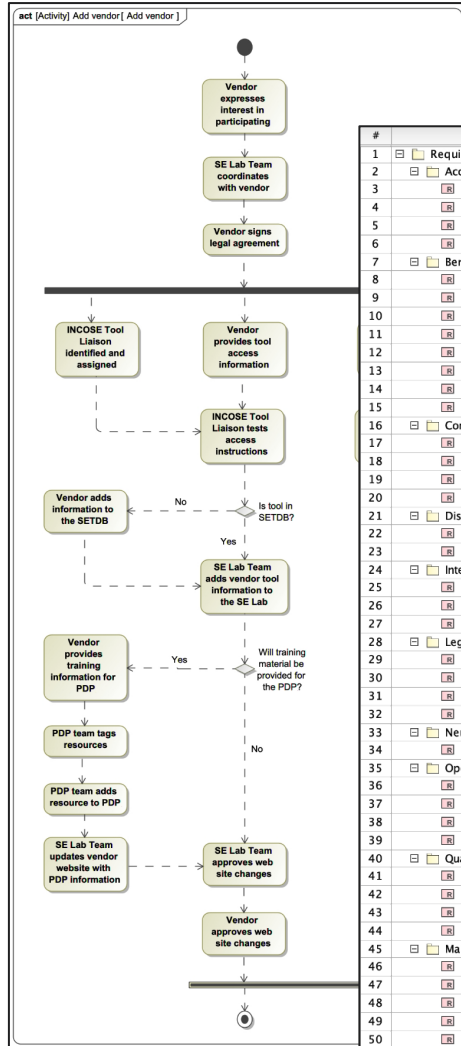 act [Activity] Add vendor [ Add vendor ]
Vendor
expresses
interest in
participating
SE Lab Team
coordinates
with vendor
Vendor signs
legal agreement
INCOSE Tool
Liaison
identified and
assigned
Vendor
provides tool
access
information
INCOSE Tool
Liaison tests
access
instructions
Vendor adds
information to
the SETDB
No
Is tool in
SETDB?
Yes
SE Lab Team
adds vendor tool
information to
the SE Lab
Vendor
provides
training
information for
PDP
Yes
Will training
material be
provided for
the PDP?
No
PDP team tags
resources
PDP team adds
resource to PDP
SE Lab Team
updates vendor
website with
PDP information
SE Lab Team
approves web
site changes
Vendor
approves web
site changes
#
1 Requi
2 Acc
3 R
4 R
5 R
6 R
7 Ber
8 R
9 R
10 R
11 R
12 R
13 R
14 R
15 R
16 Cor
17 R
18 R
19 R
20 R
21 Dis
22 R
23 R
24 Inte
25 R
26 R
27 R
28 Leg
29 R
30 R
31 R
32 R
33 Net
34 R
35 Op
36 R
37 R
38 R
39 R
40 Qua
41 R
42 R
43 R
44 R
45 Ma
46 R
47 R
48 R
49 R
50 R